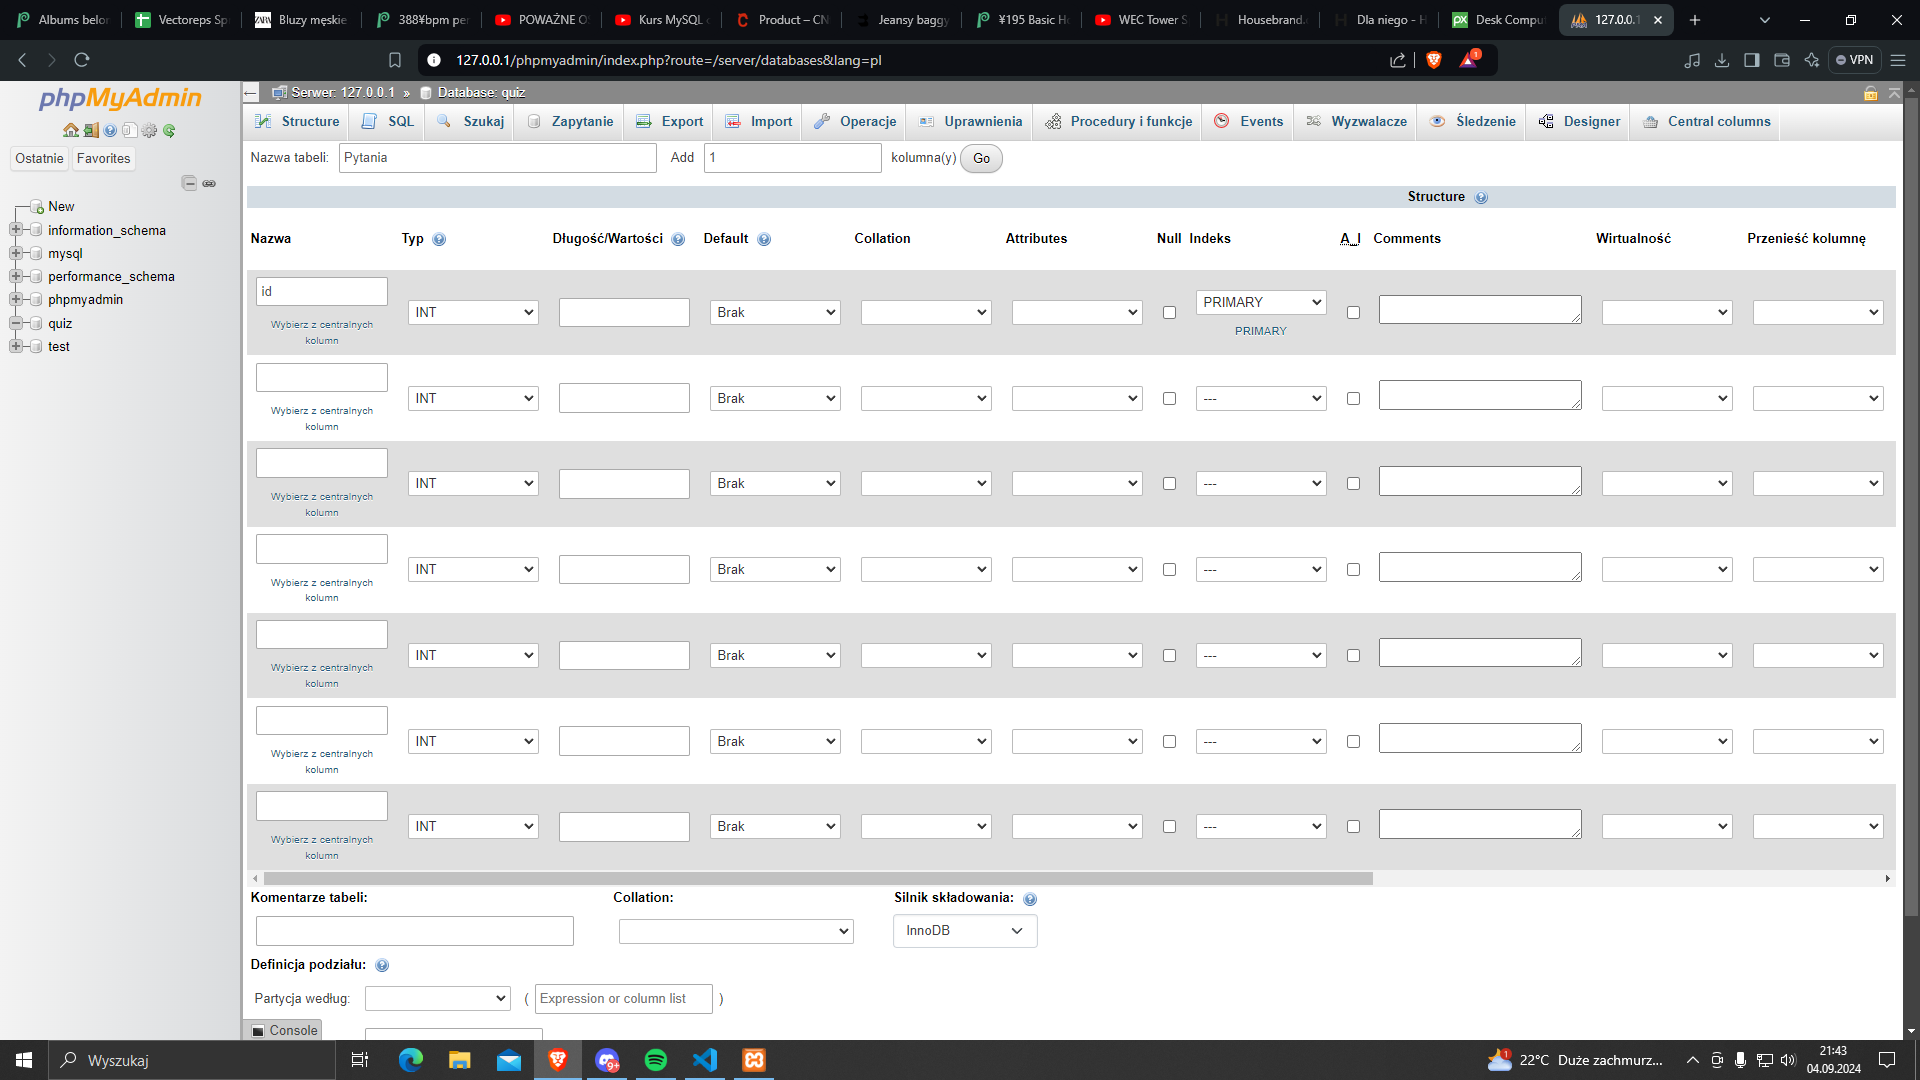 Albums belor
Vectoreps Sp
Bluzy męskie
388¥bpm per
POWAŻNE OS
Kurs MySQL o
Product – CN
Jeansy baggy
¥195 Basic Ho
WEC Tower S
Housebrand.c
Dla niego - H
Desk Comput
127.0.0.1
127.0.0.1/phpmyadmin/index.php?route=/server/databases&lang=pl
1
VPN
phpMyAdmin
Serwer: 127.0.0.1 » Database: quiz
Structure SQL Szukaj Zapytanie Export Import Operacje Uprawnienia Procedury i funkcje Events Wyzwalacze Śledzenie Designer Central columns
Ostatnie Favorites
New
information_schema
mysql
performance_schema
phpmyadmin
quiz
test
Nazwa tabeli: Pytania Add 1 kolumna(y) Go
Structure
Nazwa Typ Długość/Wartości Default Collation Attributes Null Indeks A_I Comments Wirtualność Przenieść kolumnę
id
Wybierz z centralnych
kolumn
INT Brak PRIMARY
PRIMARY
Wybierz z centralnych
kolumn
INT Brak ---
Wybierz z centralnych
kolumn
INT Brak ---
Wybierz z centralnych
kolumn
INT Brak ---
Wybierz z centralnych
kolumn
INT Brak ---
Wybierz z centralnych
kolumn
INT Brak ---
Wybierz z centralnych
kolumn
INT Brak ---
Komentarze tabeli: Collation: Silnik składowania:
InnoDB
Definicja podziału:
Partycja według: ( Expression or column list )
Console
Wyszukaj
9+
1
22°C Duże zachmurz...
21:43
04.09.2024